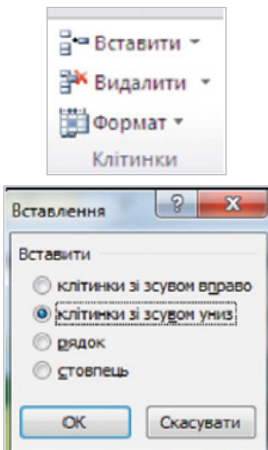 Вставити
Видалити
Формат
Клітинки
Вставлення
?
X
Вставити
клітинки зі зсувом вправо
клітинки зі зсувом униз
рядок
стовпець
OK
Скасувати